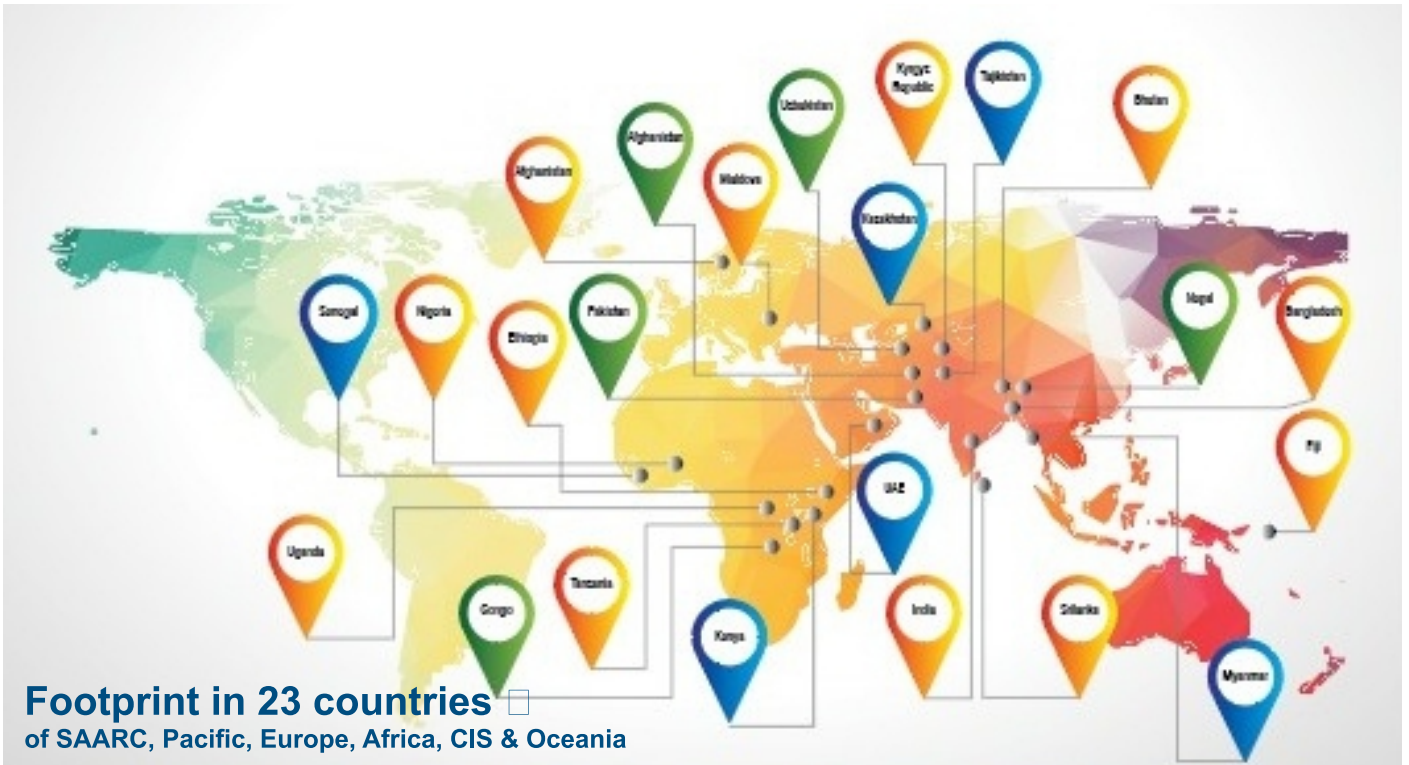 Kyrgyz
Republic
Tajikistan
Bhutan
Uzbekistan
Afghanistan
Afghanistan
Maldova
Kazakhstan
Senegal
Nigeria
Ethiopia
Pakistan
Nepal
Bangladesh
Fiji
UAE
Uganda
Congo
Tanzania
Kenya
India
Srilanka
Myanmar
Footprint in 23 countries
of SAARC, Pacific, Europe, Africa, CIS & Oceania